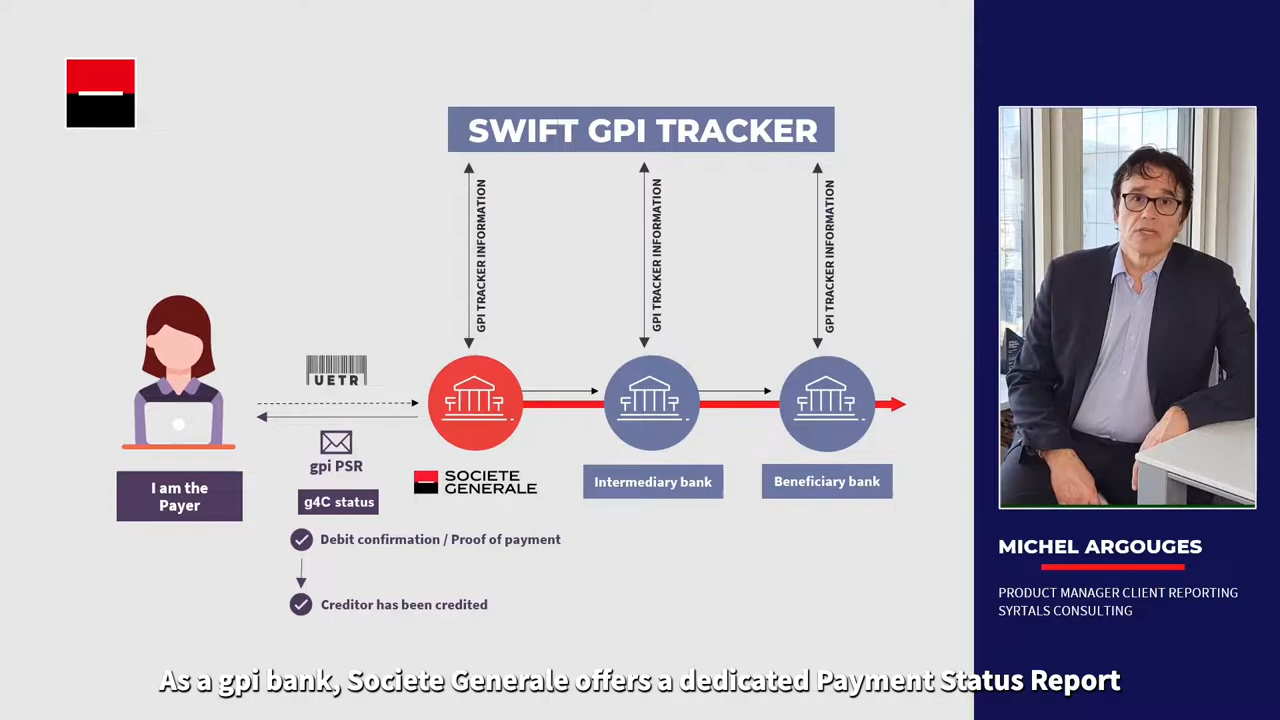 SWIFT GPI TRACKER
GPI TRACKER INFORMATION
GPI TRACKER INFORMATION
GPI TRACKER INFORMATION
UETR
gpi PSR
g4C status
I am the
Payer
SOCIETE
GENERALE
Intermediary bank
Beneficiary bank
Debit confirmation / Proof of payment
Creditor has been credited
MICHEL ARGOUGES
PRODUCT MANAGER CLIENT REPORTING
SYRTALS CONSULTING
As a gpi bank, Societe Generale offers a dedicated Payment Status Report